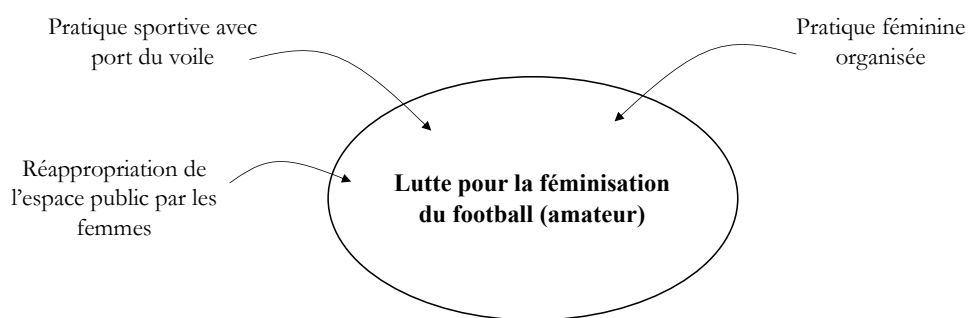 Pratique sportive avec
port du voile
Pratique féminine
organisée
Réappropriation de
l’espace public par les
femmes
Lutte pour la féminisation
du football (amateur)